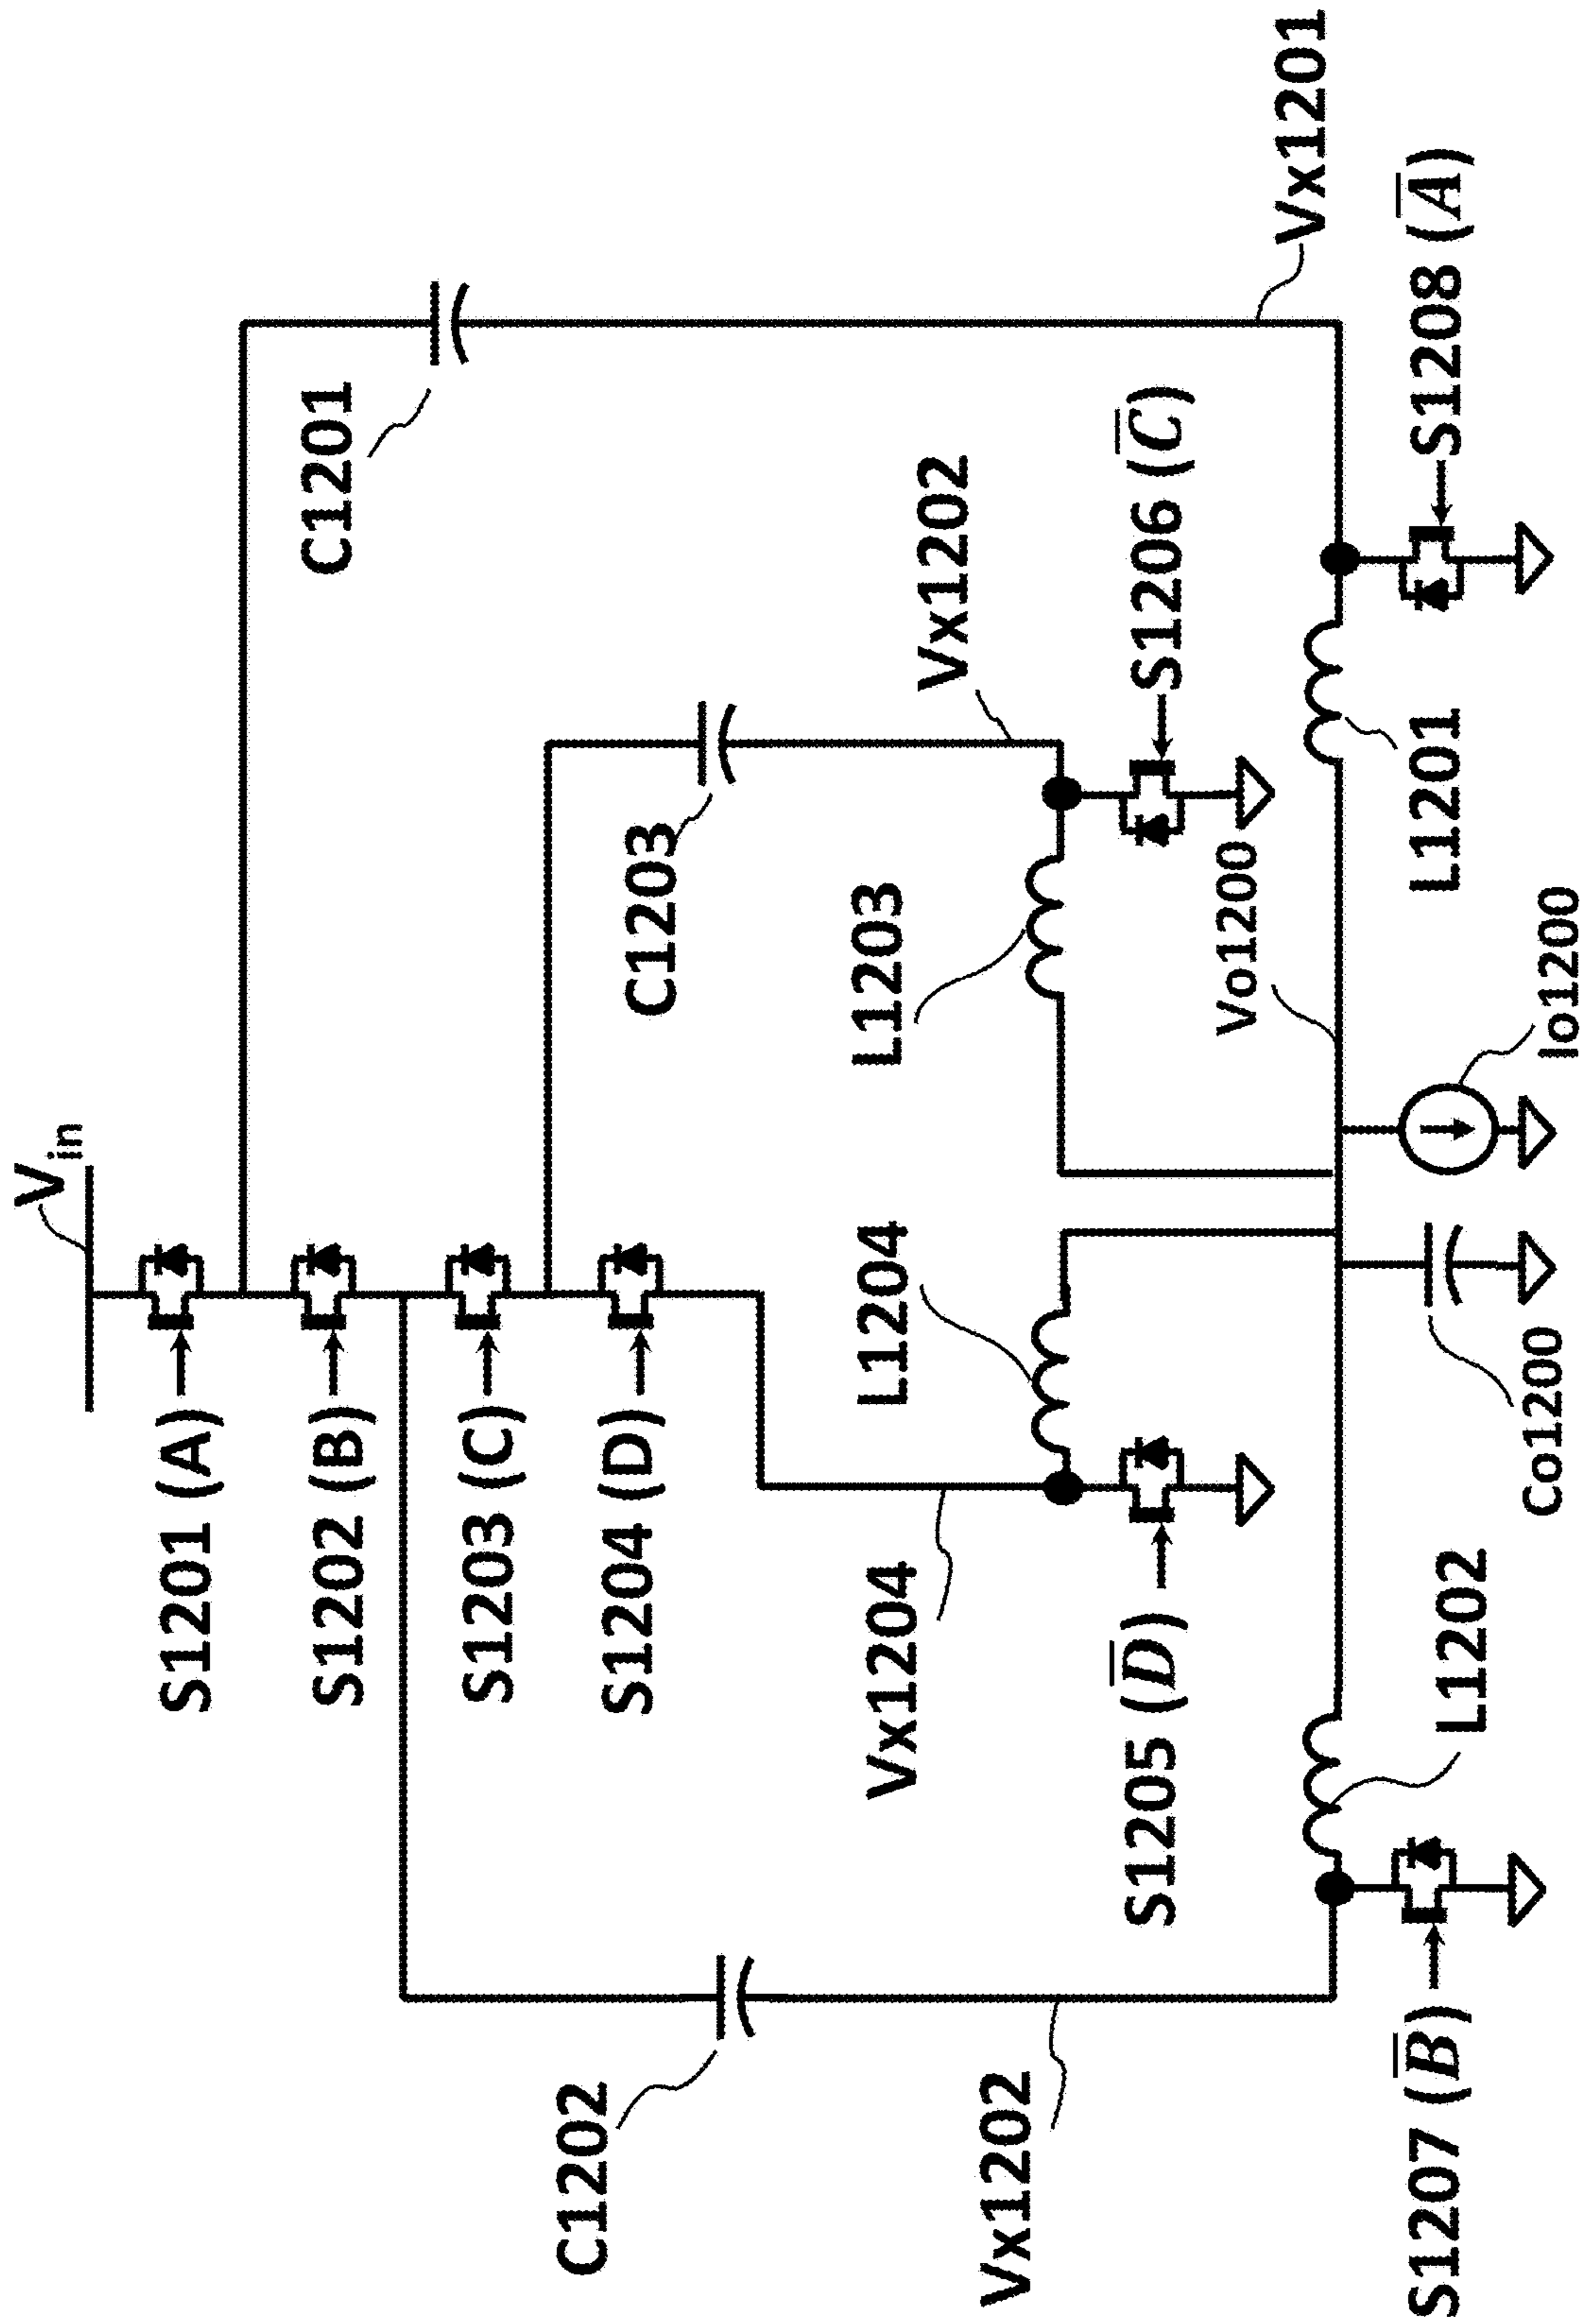 V_in
S1201 (A)
S1202 (B)
S1203 (C)
S1204 (D)
C1201
C1203
C1202
Vx1202
Vx1204
Vx1202
Vx1201
L1204
L1203
S1205 (D̅)
S1206 (C̅)
Vo1200
S1207 (B̅)
L1202
Co1200
Io1200
L1201
S1208 (A̅)